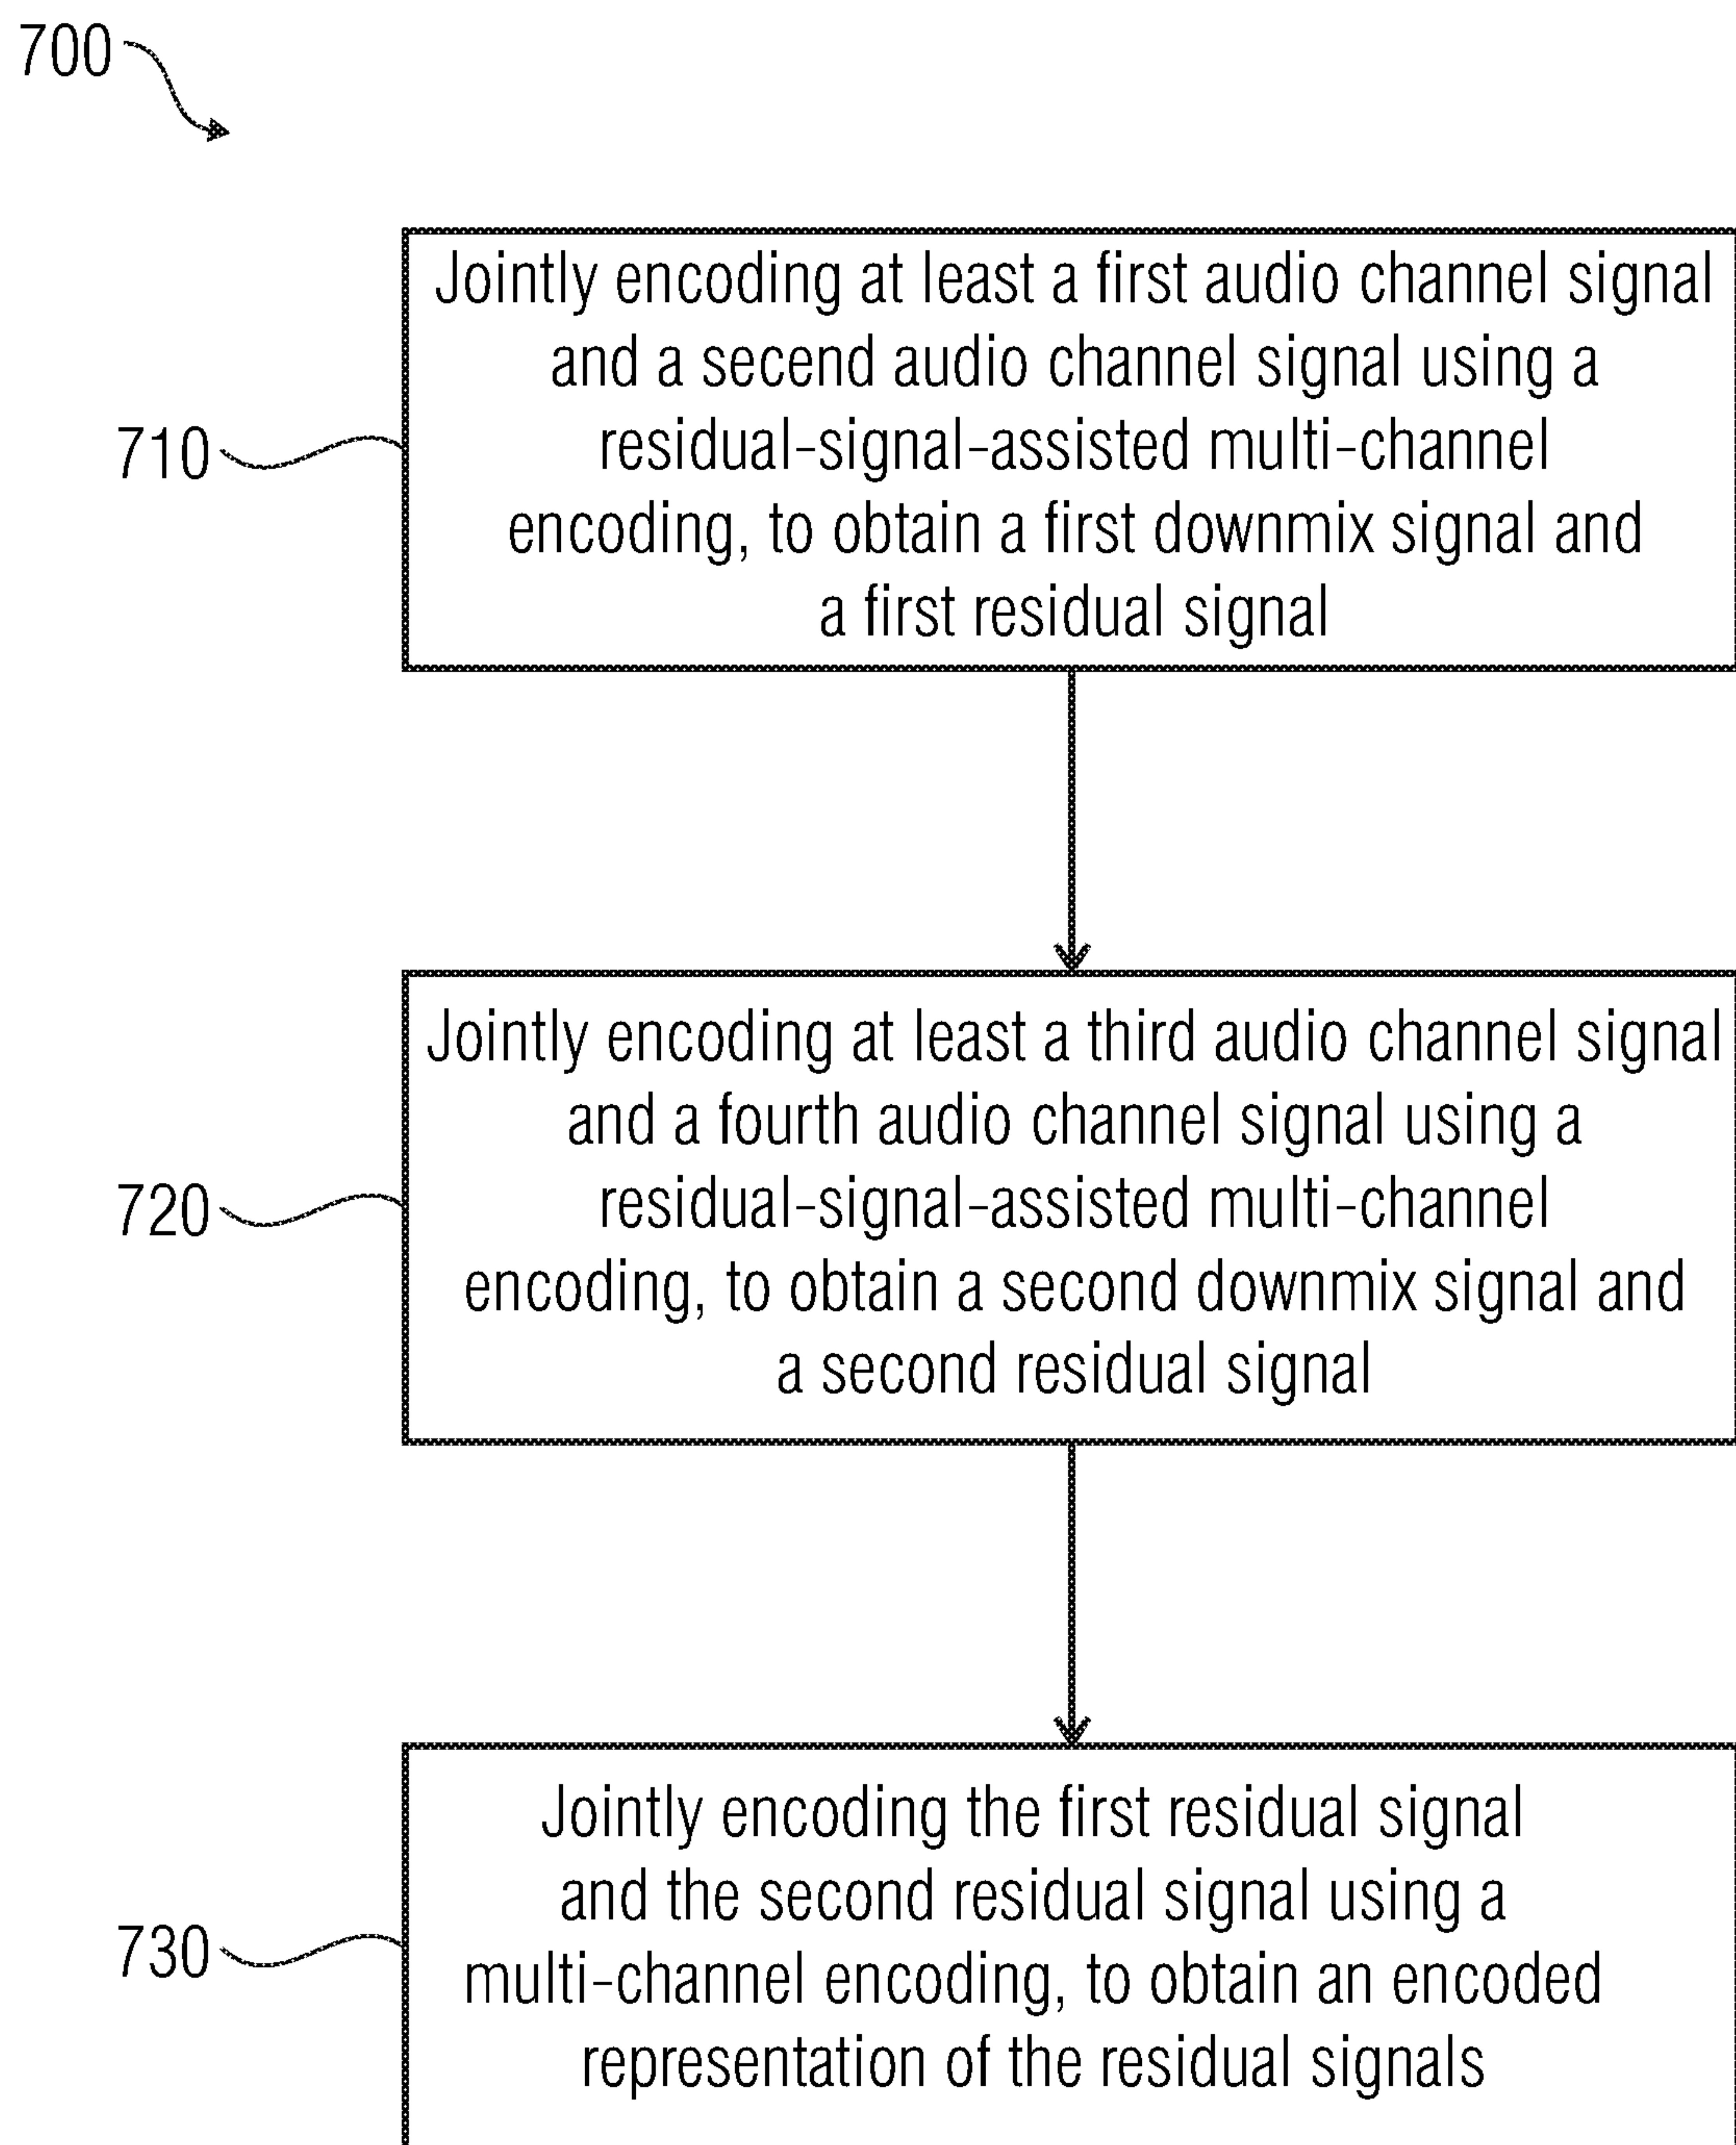 700
Jointly encoding at least a first audio channel signal
and a secend audio channel signal using a
residual-signal-assisted multi-channel
encoding, to obtain a first downmix signal and
a first residual signal
710
Jointly encoding at least a third audio channel signal
and a fourth audio channel signal using a
residual-signal-assisted multi-channel
encoding, to obtain a second downmix signal and
a second residual signal
720
Jointly encoding the first residual signal
and the second residual signal using a
multi-channel encoding, to obtain an encoded
representation of the residual signals
730